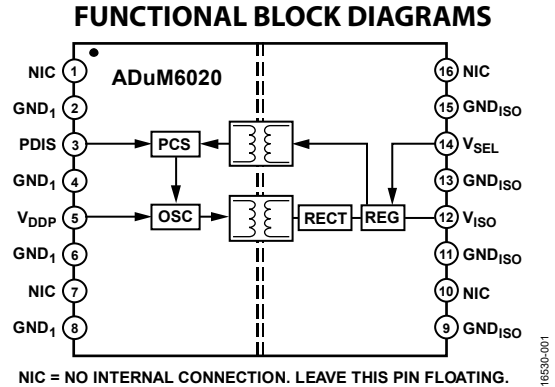 FUNCTIONAL BLOCK DIAGRAMS
ADuM6020
NIC 1
GND1 2
PDIS 3
GND1 4
VDDP 5
GND1 6
NIC 7
GND1 8
PCS
OSC
RECT
REG
16 NIC
15 GNDISO
14 VSEL
13 GNDISO
12 VISO
11 GNDISO
10 NIC
9 GNDISO
NIC = NO INTERNAL CONNECTION. LEAVE THIS PIN FLOATING.
16530-001